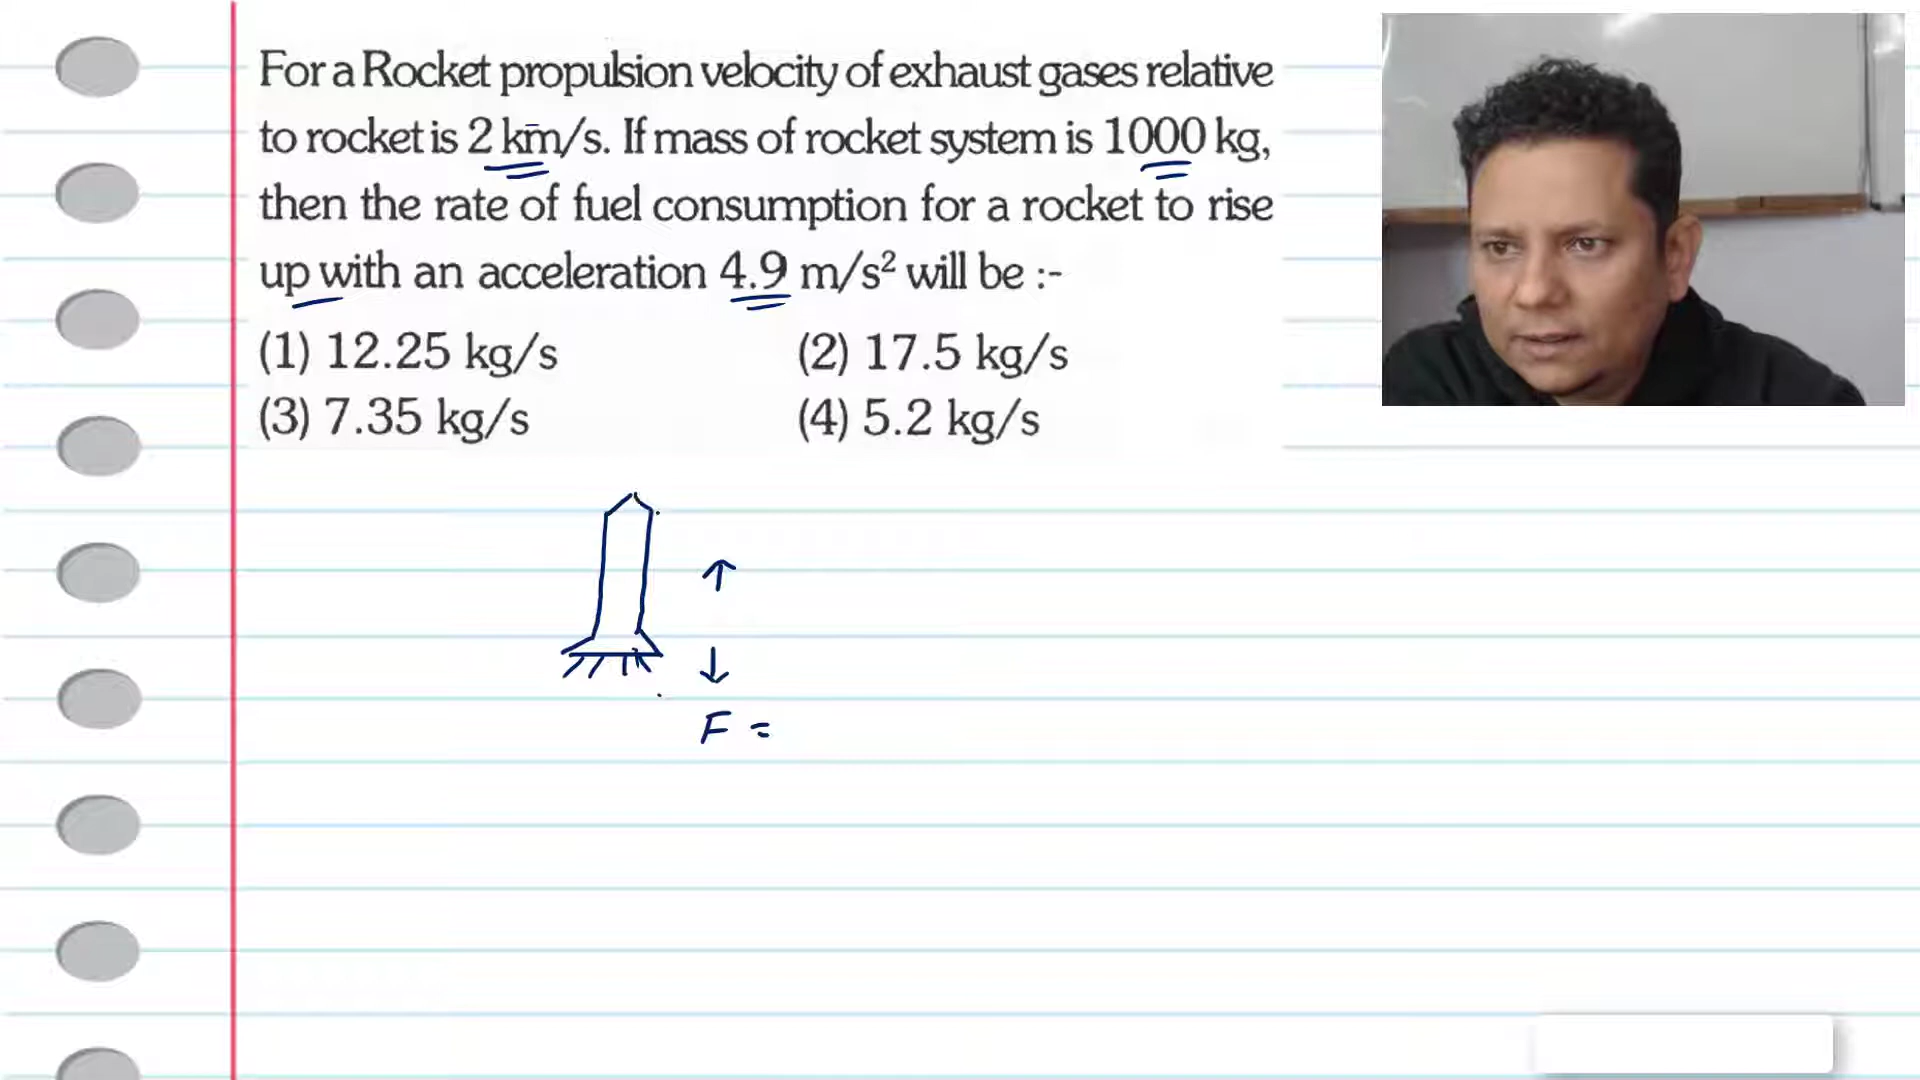 For a Rocket propulsion velocity of exhaust gases relative
to rocket is 2 km/s. If mass of rocket system is 1000 kg,
then the rate of fuel consumption for a rocket to rise
up with an acceleration 4.9 m/s² will be :-
(1) 12.25 kg/s (2) 17.5 kg/s
(3) 7.35 kg/s (4) 5.2 kg/s
F =